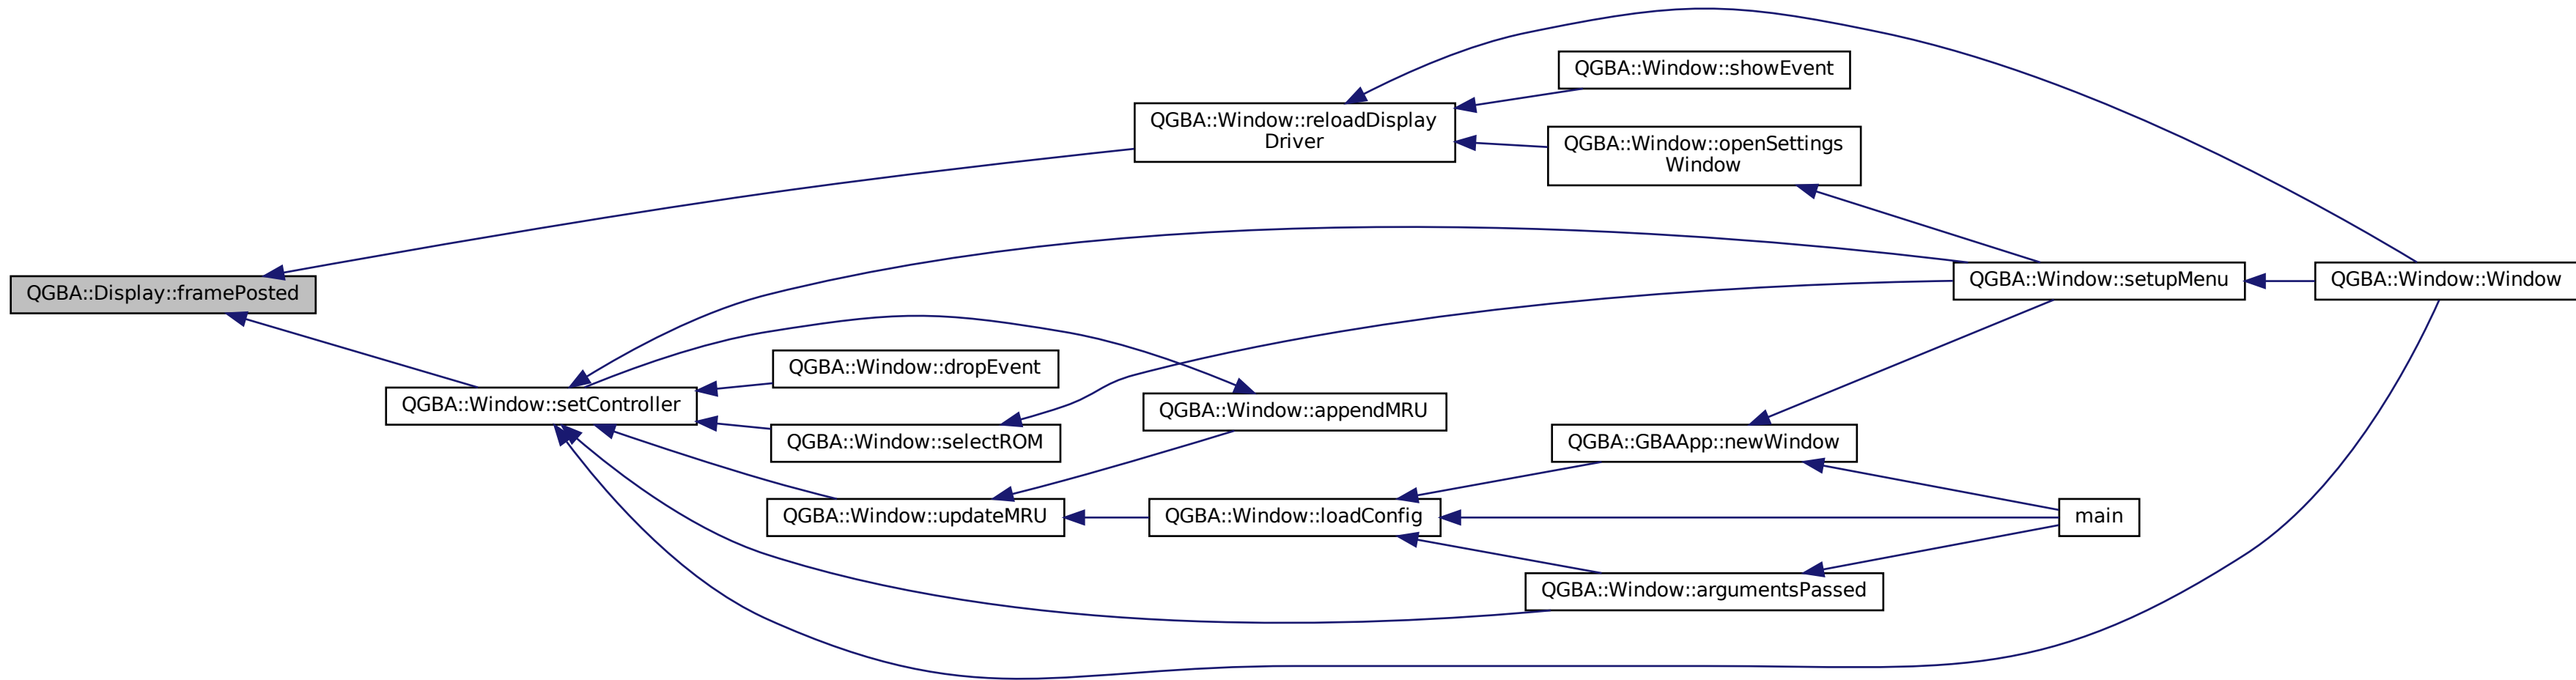 QGBA::Display::framePosted
QGBA::Window::reloadDisplay
Driver
QGBA::Window::showEvent
QGBA::Window::openSettings
Window
QGBA::Window::setupMenu
QGBA::Window::Window
QGBA::Window::setController
QGBA::Window::dropEvent
QGBA::Window::selectROM
QGBA::Window::appendMRU
QGBA::Window::updateMRU
QGBA::Window::loadConfig
QGBA::GBAApp::newWindow
main
QGBA::Window::argumentsPassed